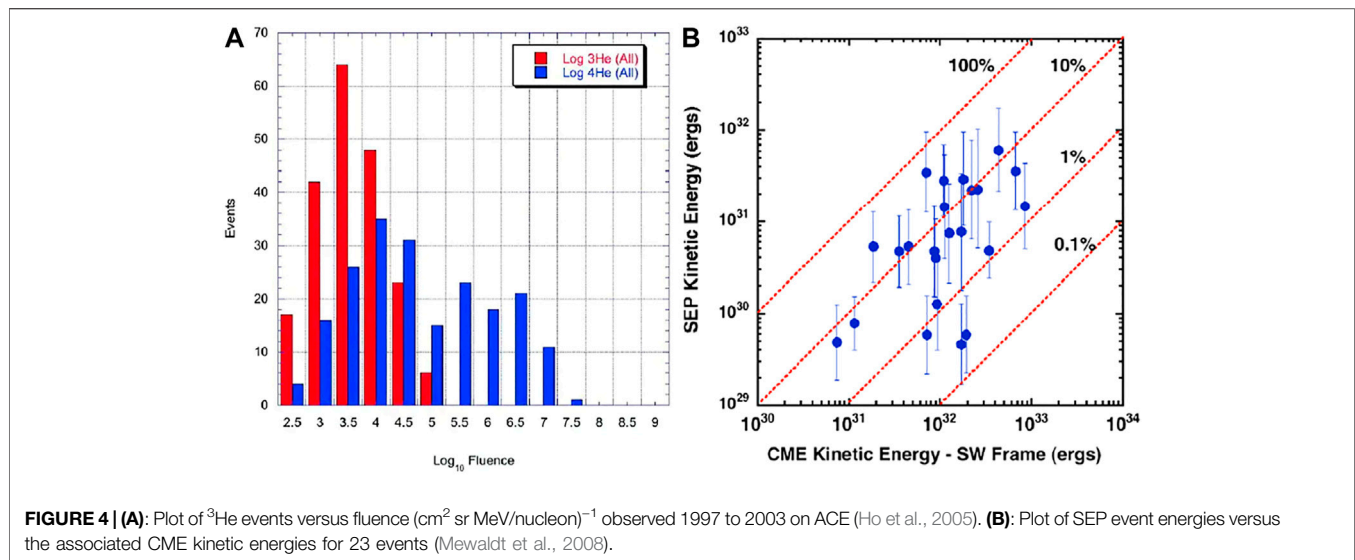 A
70
60
50
40
30
20
10
0
Events
Log 3He (All)
Log 4He (All)
2.5 3 3.5 4 4.5 5 5.5 6 6.5 7 7.5 8 8.5 9
Log10 Fluence
B
10^33
10^32
10^31
10^30
10^29
SEP Kinetic Energy (ergs)
100%
10%
1%
0.1%
10^30 10^31 10^32 10^33 10^34
CME Kinetic Energy - SW Frame (ergs)
FIGURE 4 | (A): Plot of ^3He events versus fluence (cm^2 sr MeV/nucleon)^−1 observed 1997 to 2003 on ACE (Ho et al., 2005). (B): Plot of SEP event energies versus
the associated CME kinetic energies for 23 events (Mewaldt et al., 2008).